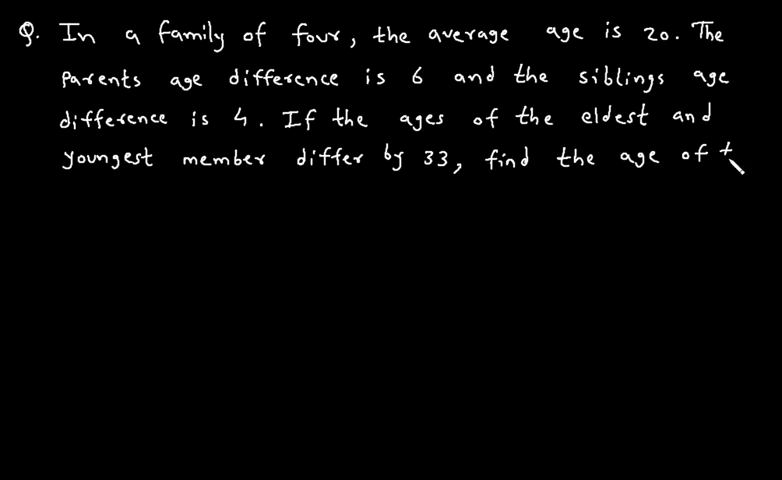 Q. In a family of four, the average age is 20. The
parents age difference is 6 and the siblings age
difference is 4. If the ages of the eldest and
youngest member differ by 33, find the age of t